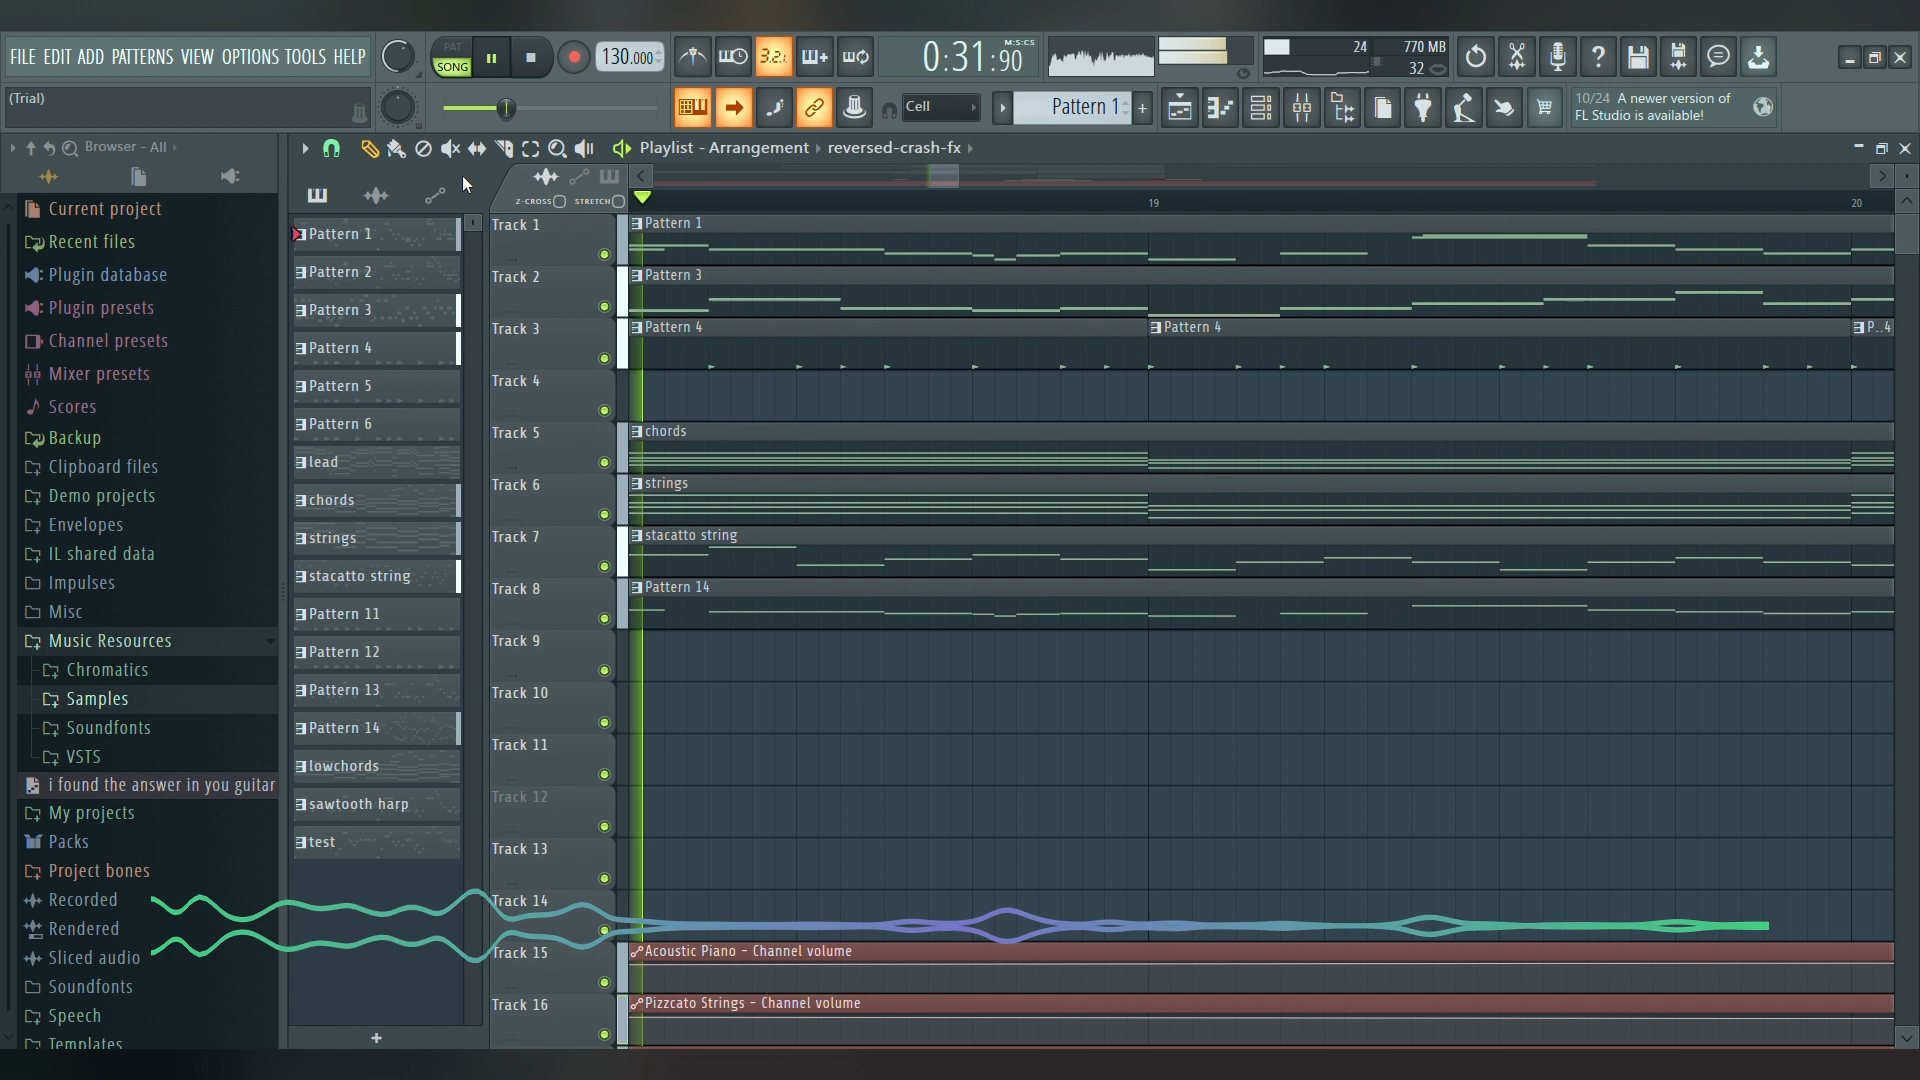 FILE EDIT ADD PATTERNS VIEW OPTIONS TOOLS HELP
PAT
SONG
130.000
3.2.
0:31:90
M:S:CS
24
770 MB
32
(Trial)
Cell
Pattern 1
10/24 A newer version of
FL Studio is available!
Browser - All
Playlist - Arrangement
reversed-crash-fx
Z-CROSS
STRETCH
19
20
Current project
Recent files
Plugin database
Plugin presets
Channel presets
Mixer presets
Scores
Backup
Clipboard files
Demo projects
Envelopes
IL shared data
Impulses
Misc
Music Resources
Chromatics
Samples
Soundfonts
VSTS
i found the answer in you guitar
My projects
Packs
Project bones
Recorded
Rendered
Sliced audio
Soundfonts
Speech
Templates
Pattern 1
Pattern 2
Pattern 3
Pattern 4
Pattern 5
Pattern 6
lead
chords
strings
stacatto string
Pattern 11
Pattern 12
Pattern 13
Pattern 14
lowchords
sawtooth harp
test
Track 1
Pattern 1
Track 2
Pattern 3
Track 3
Pattern 4
Pattern 4
P..4
Track 4
Track 5
chords
Track 6
strings
Track 7
stacatto string
Track 8
Pattern 14
Track 9
Track 10
Track 11
Track 12
Track 13
Track 14
Track 15
Acoustic Piano - Channel volume
Track 16
Pizzcato Strings - Channel volume